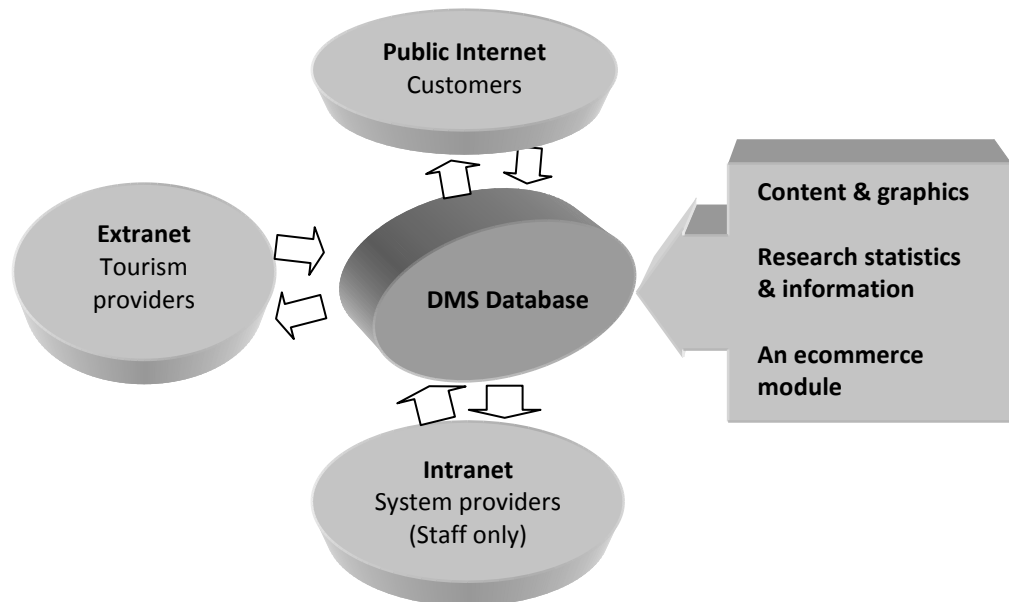 Public Internet
Customers
Extranet
Tourism
providers
DMS Database
Content & graphics
Research statistics
& information
An ecommerce
module
Intranet
System providers
(Staff only)